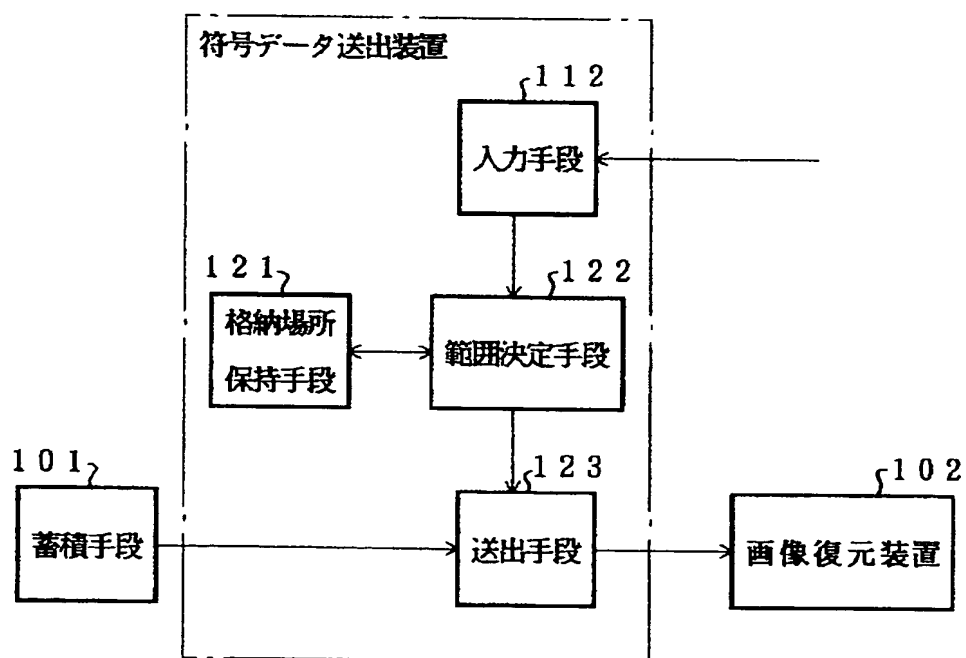 符号データ送出装置
112
入力手段
121
122
格納場所
保持手段
範囲決定手段
101
123
102
蓄積手段
送出手段
画像復元装置